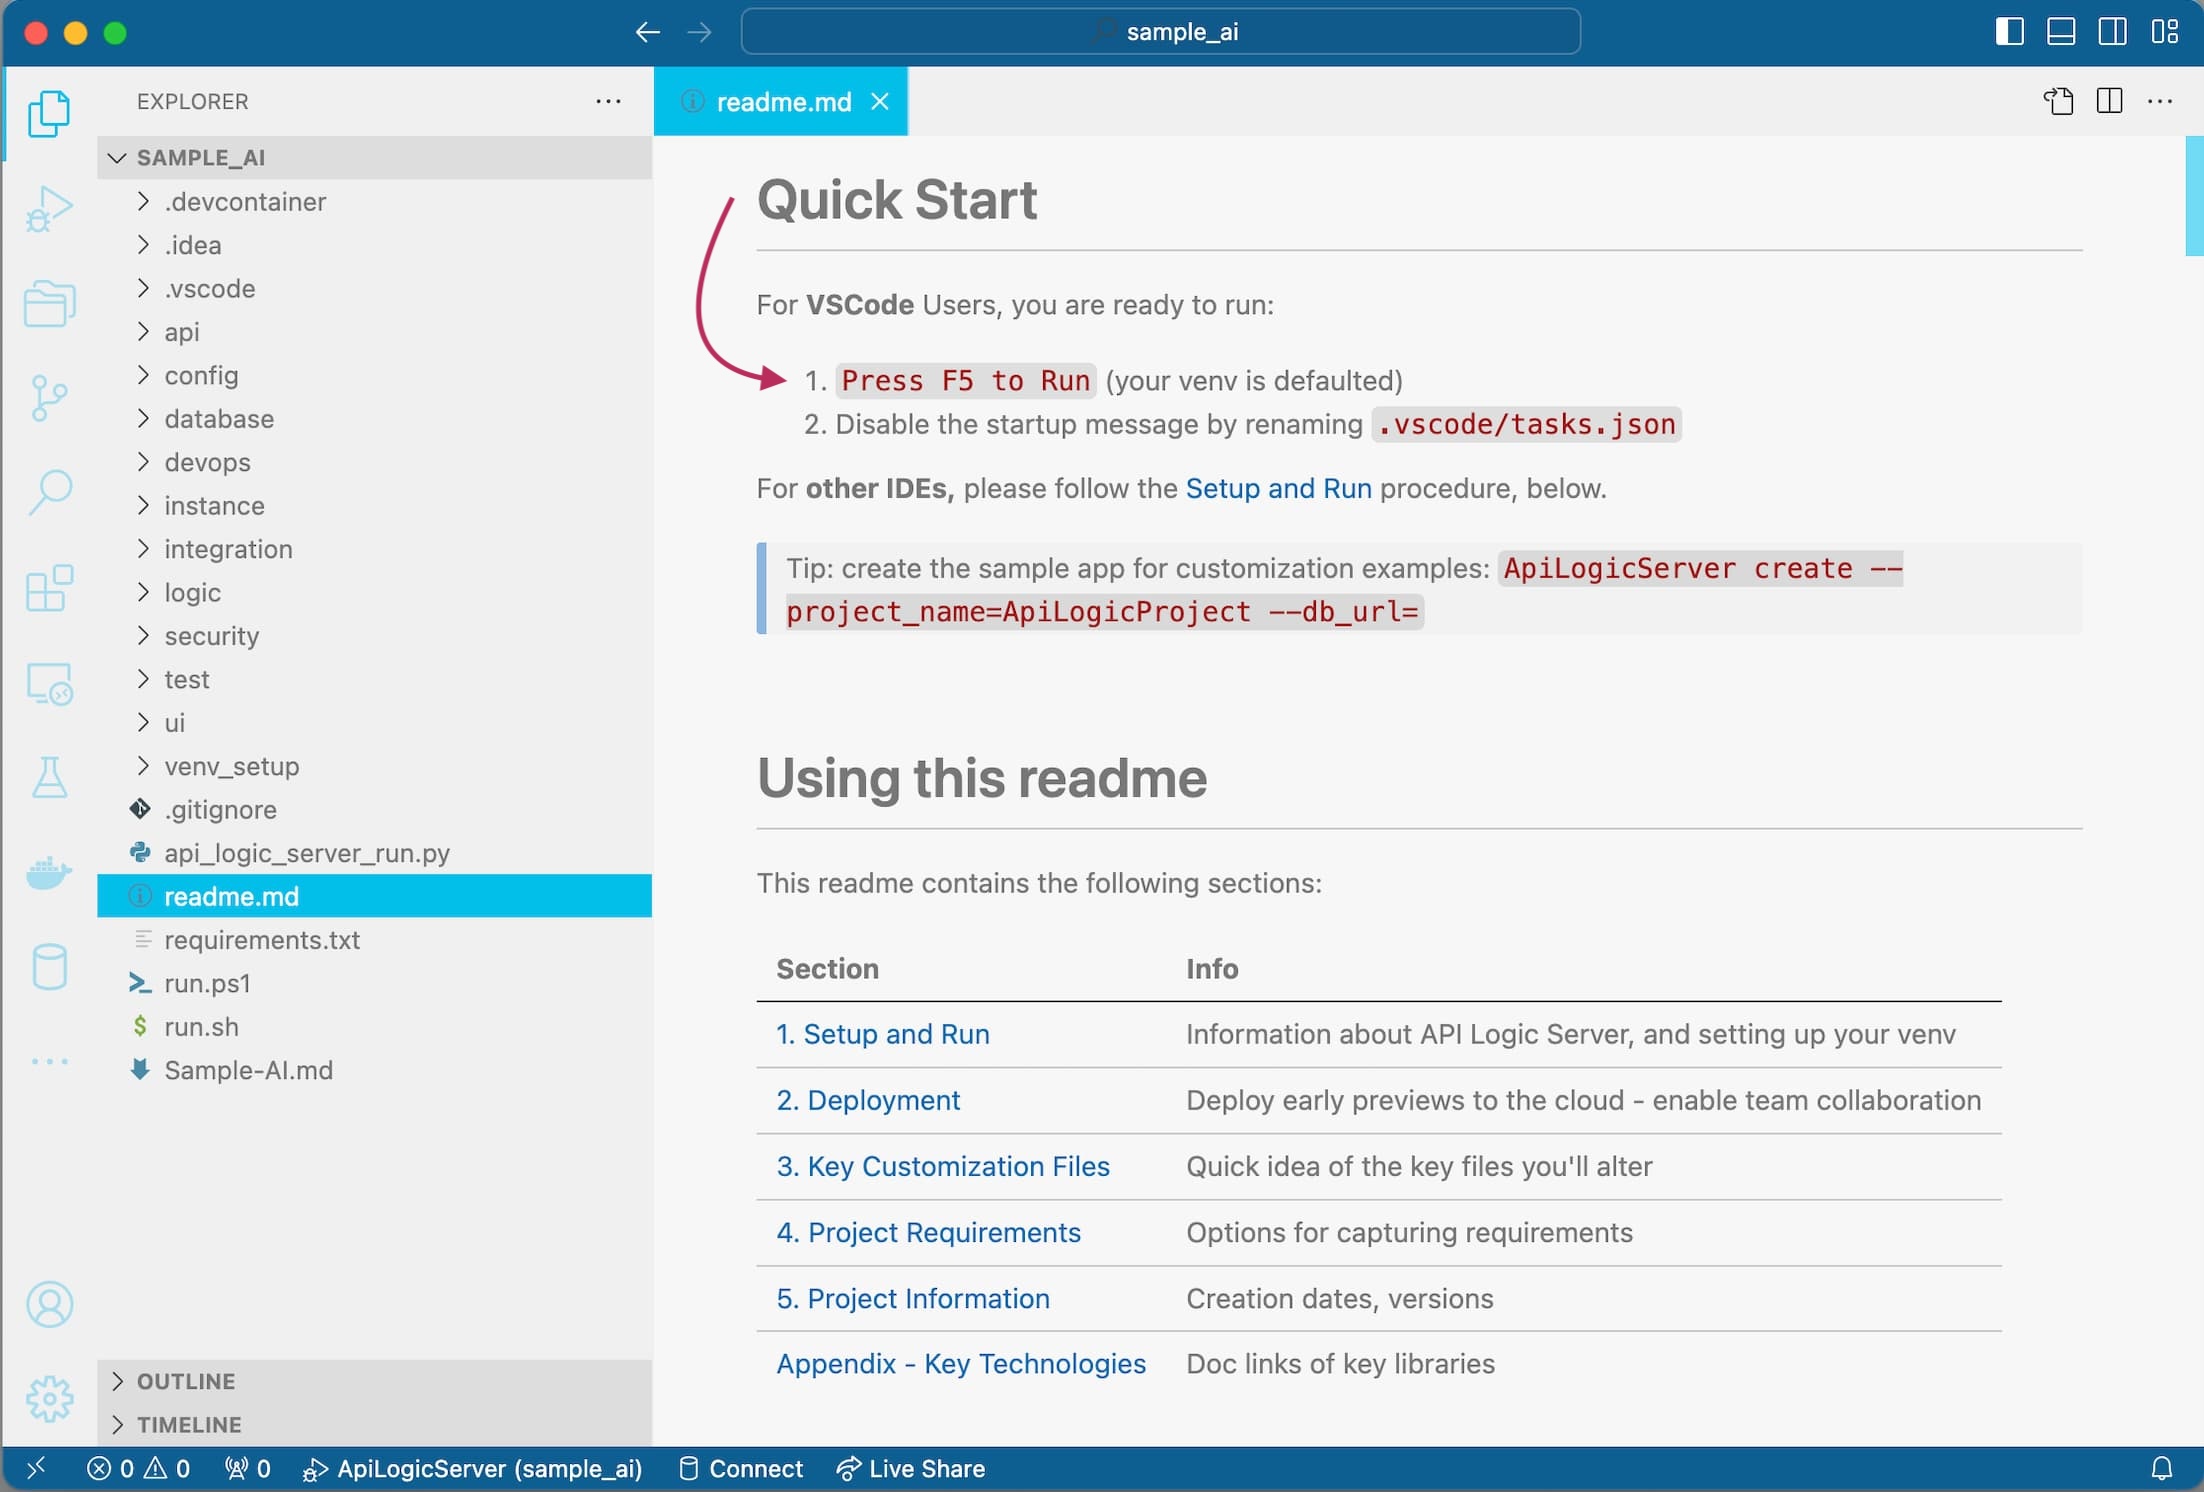 sample_ai
EXPLORER
readme.md
SAMPLE_AI
.devcontainer
.idea
.vscode
api
config
database
devops
instance
integration
logic
security
test
ui
venv_setup
.gitignore
api_logic_server_run.py
readme.md
requirements.txt
run.ps1
run.sh
Sample-AI.md
OUTLINE
TIMELINE
Quick Start
For VSCode Users, you are ready to run:
1. Press F5 to Run (your venv is defaulted)
2. Disable the startup message by renaming .vscode/tasks.json
For other IDEs, please follow the Setup and Run procedure, below.
Tip: create the sample app for customization examples: ApiLogicServer create --
project_name=ApiLogicProject --db_url=
Using this readme
This readme contains the following sections:
Section Info
1. Setup and Run Information about API Logic Server, and setting up your venv
2. Deployment Deploy early previews to the cloud - enable team collaboration
3. Key Customization Files Quick idea of the key files you'll alter
4. Project Requirements Options for capturing requirements
5. Project Information Creation dates, versions
Appendix - Key Technologies Doc links of key libraries
0 0 0 ApiLogicServer (sample_ai) Connect Live Share